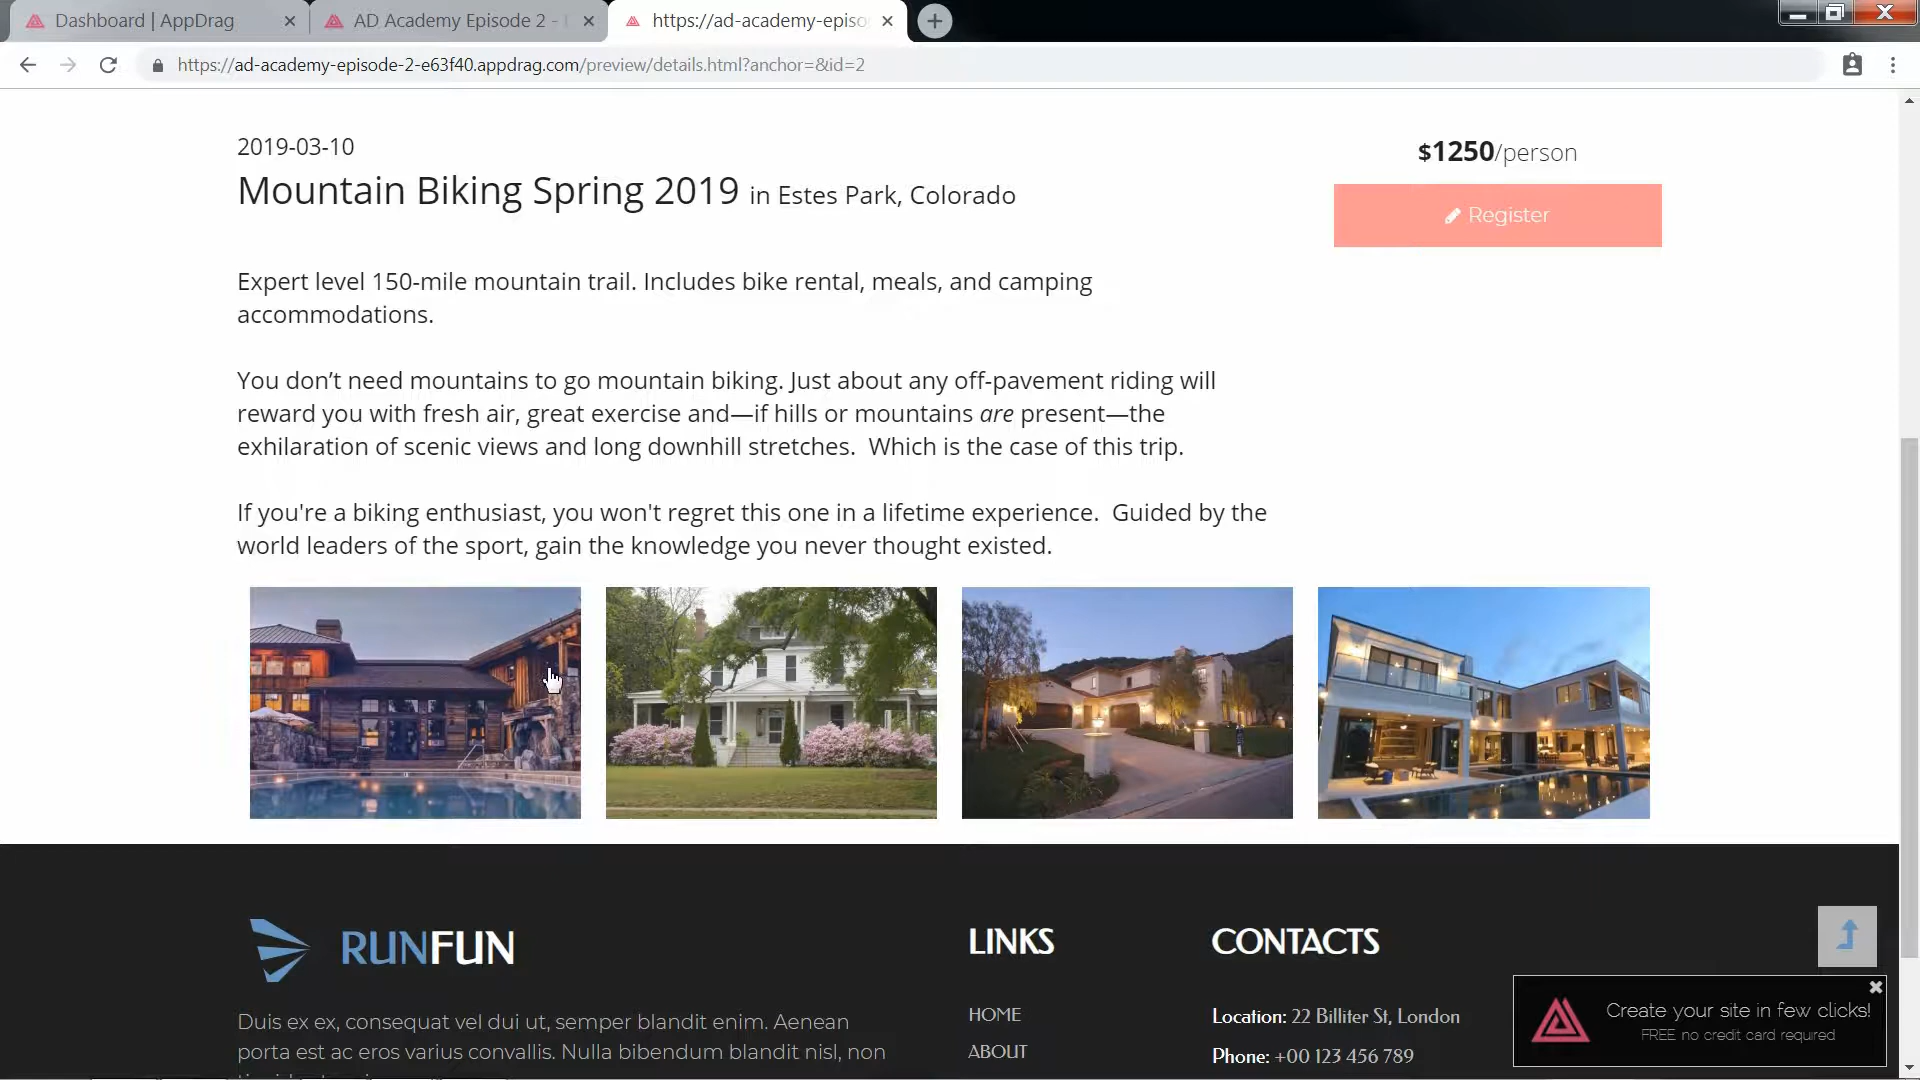 Dashboard | AppDrag
AD Academy Episode 2 -
https://ad-academy-episo
https://ad-academy-episode-2-e63f40.appdrag.com/preview/details.html?anchor=&id=2
2019-03-10
Mountain Biking Spring 2019 in Estes Park, Colorado
$1250/person
Register
Expert level 150-mile mountain trail. Includes bike rental, meals, and camping
accommodations.
You don’t need mountains to go mountain biking. Just about any off-pavement riding will
reward you with fresh air, great exercise and—if hills or mountains are present—the
exhilaration of scenic views and long downhill stretches.  Which is the case of this trip.
If you're a biking enthusiast, you won't regret this one in a lifetime experience.  Guided by the
world leaders of the sport, gain the knowledge you never thought existed.
RUNFUN
Duis ex ex, consequat vel dui ut, semper blandit enim. Aenean
porta est ac eros varius convallis. Nulla bibendum blandit nisl, non
LINKS
HOME
ABOUT
CONTACTS
Location: 22 Billiter St, London
Phone: +00 123 456 789
Create your site in few clicks!
FREE no credit card required